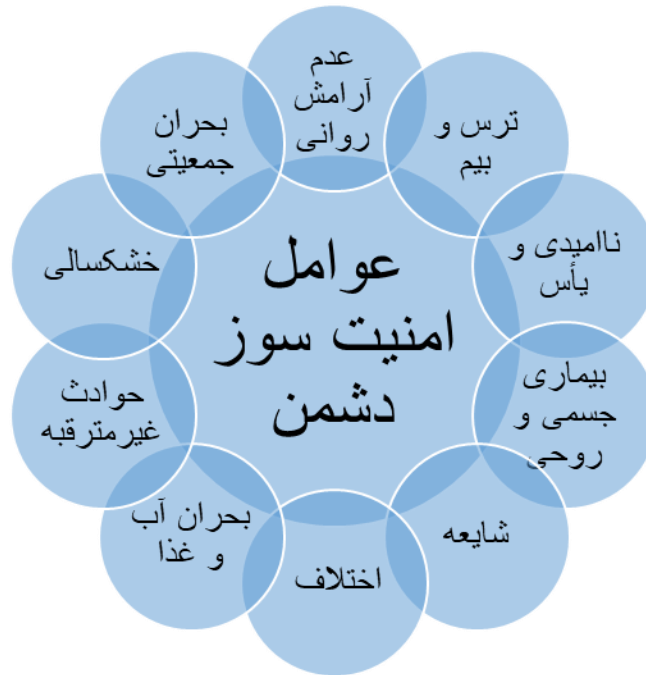 عدم
آرامش
روانی
ترس و
بیم
ناامیدی و
یأس
بیماری
جسمی و
روحی
شایعه
اختلاف
بحران آب
و غذا
حوادث
غیرمترقبه
خشکسالی
بحران
جمعیتی
عوامل
امنیت سوز
دشمن